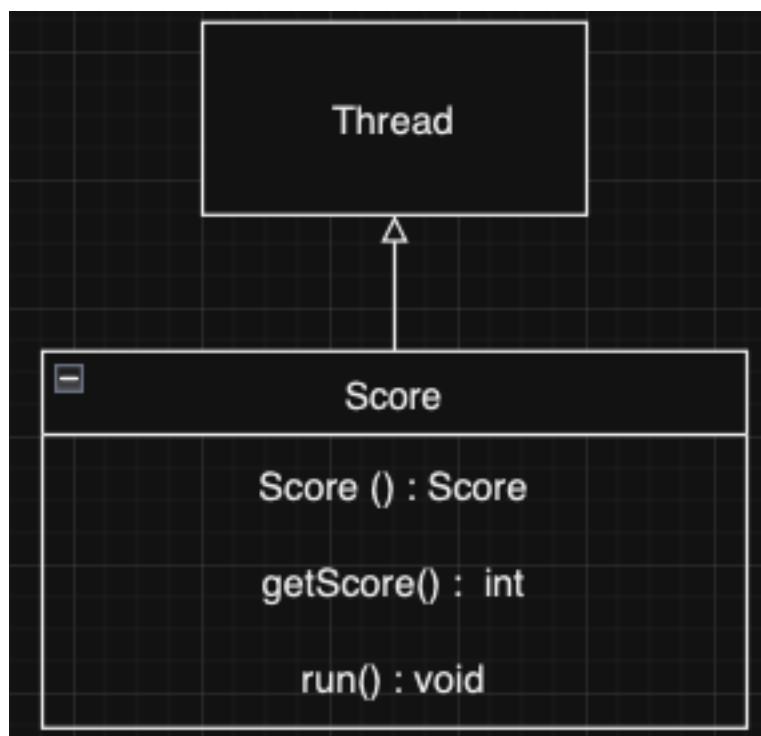 Thread
Score
Score () : Score
getScore() :  int
run() : void